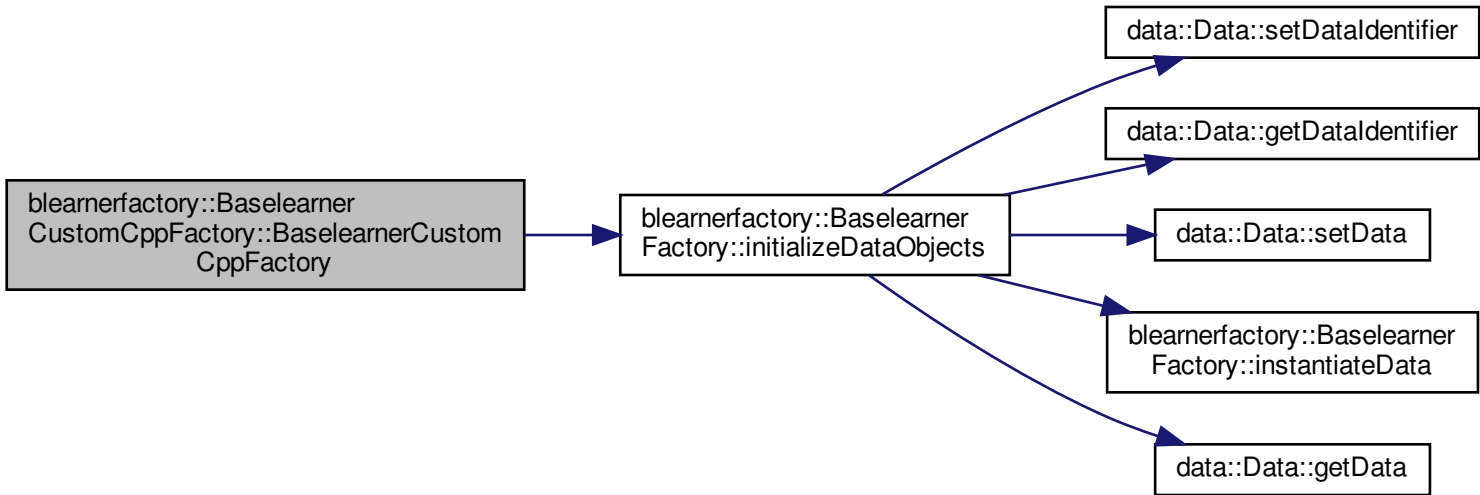 blearnerfactory::Baselearner
CustomCppFactory::BaselearnerCustom
CppFactory
blearnerfactory::Baselearner
Factory::initializeDataObjects
data::Data::setDataIdentifier
data::Data::getDataIdentifier
data::Data::setData
blearnerfactory::Baselearner
Factory::instantiateData
data::Data::getData